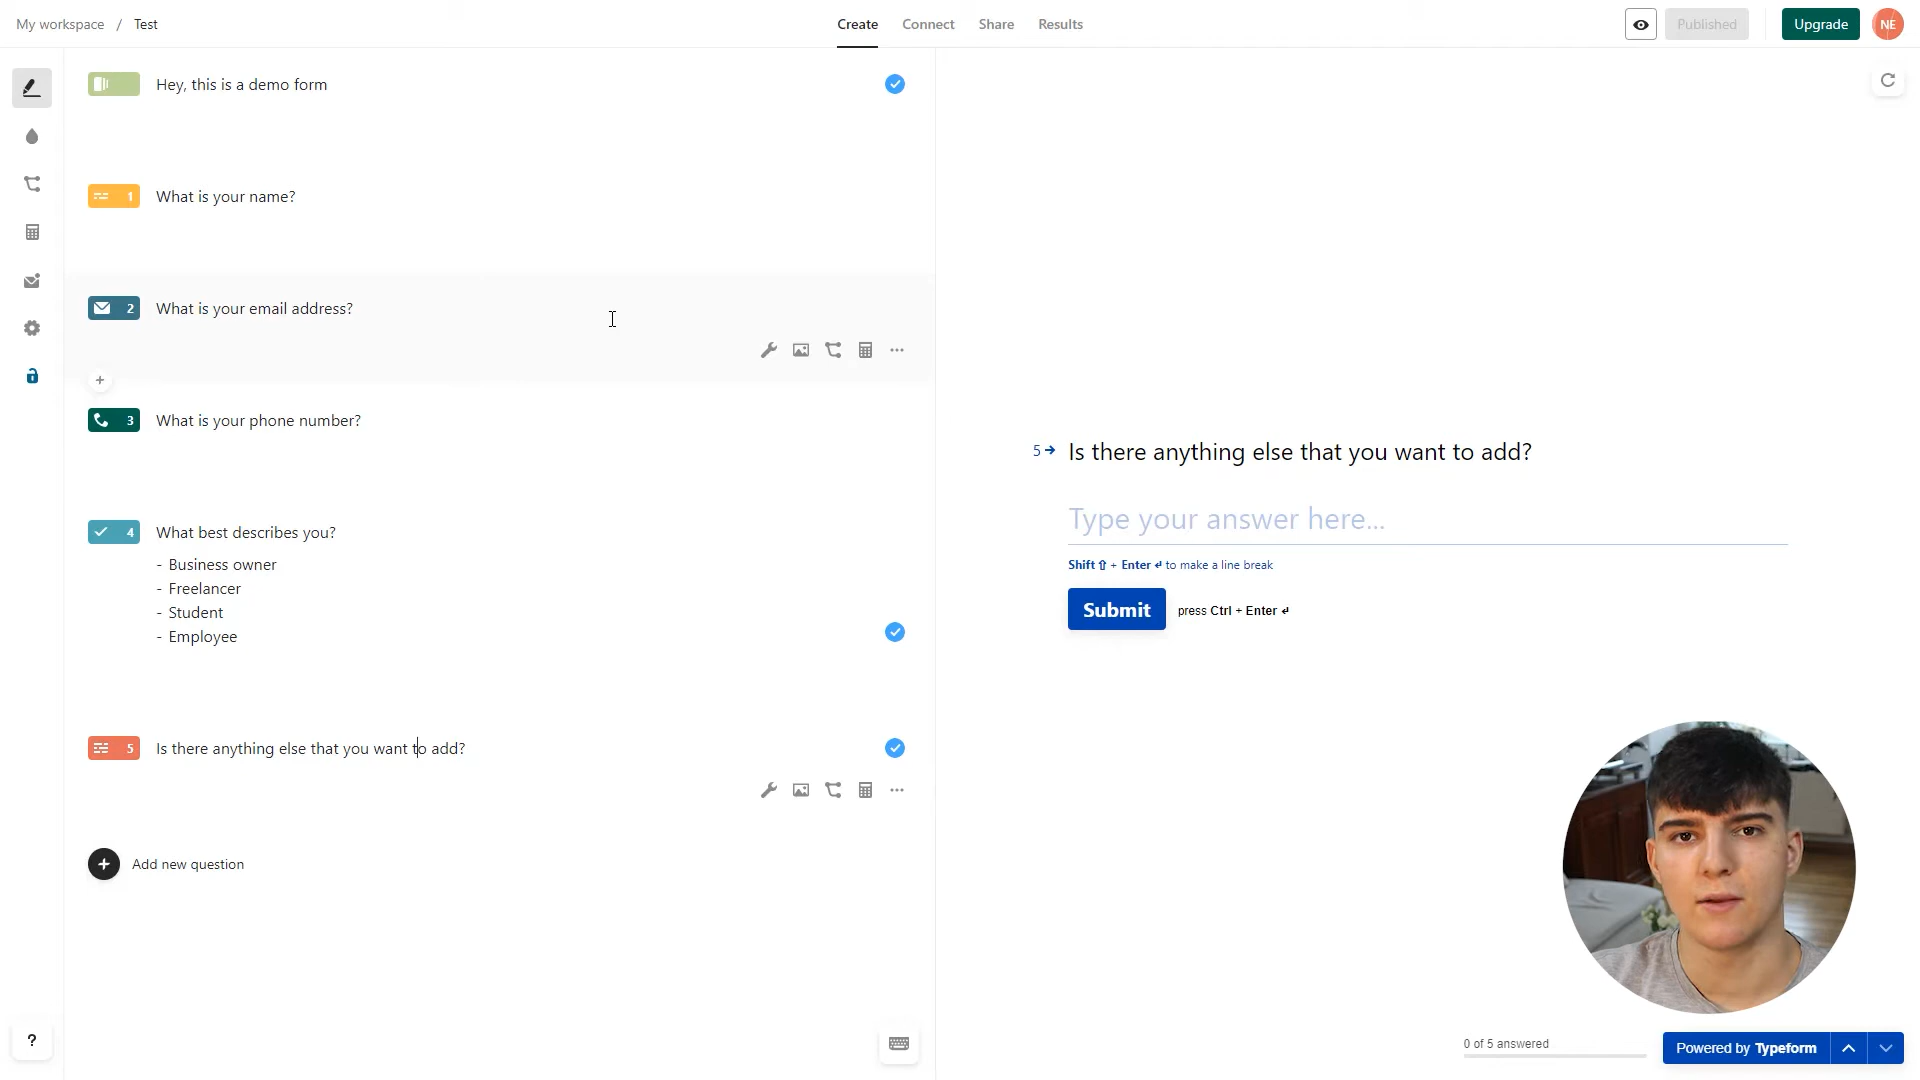 My workspace / Test
Create Connect Share Results
Published
Upgrade
NE
Hey, this is a demo form
1 What is your name?
2 What is your email address?
3 What is your phone number?
4 What best describes you?
- Business owner
- Freelancer
- Student
- Employee
5 Is there anything else that you want to add?
+ Add new question
?
5 → Is there anything else that you want to add?
Type your answer here...
Shift ⇧ + Enter ↵ to make a line break
Submit press Ctrl + Enter ↵
0 of 5 answered
Powered by Typeform